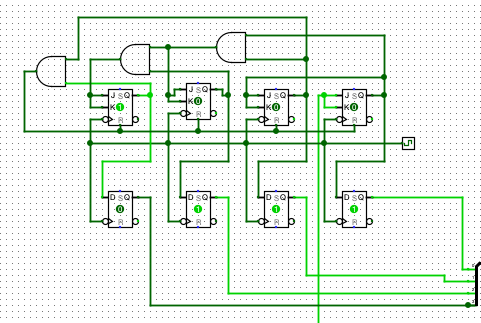 J S Q J S Q J S Q J S Q
K 1 K 0 K 0 K 0
R R R R
D S Q D S Q D S Q D S Q
0 1 1 1
R R R R